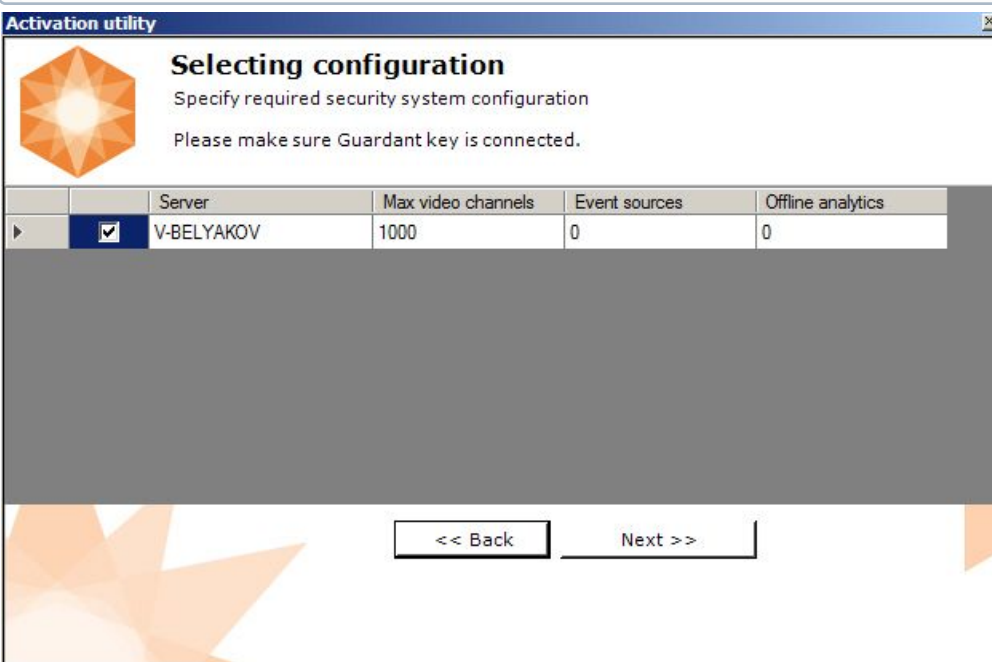 Activation utility
Selecting configuration
Specify required security system configuration
Please make sure Guardant key is connected.
Server Max video channels Event sources Offline analytics
V-BELYAKOV 1000 0 0
<< Back Next >>